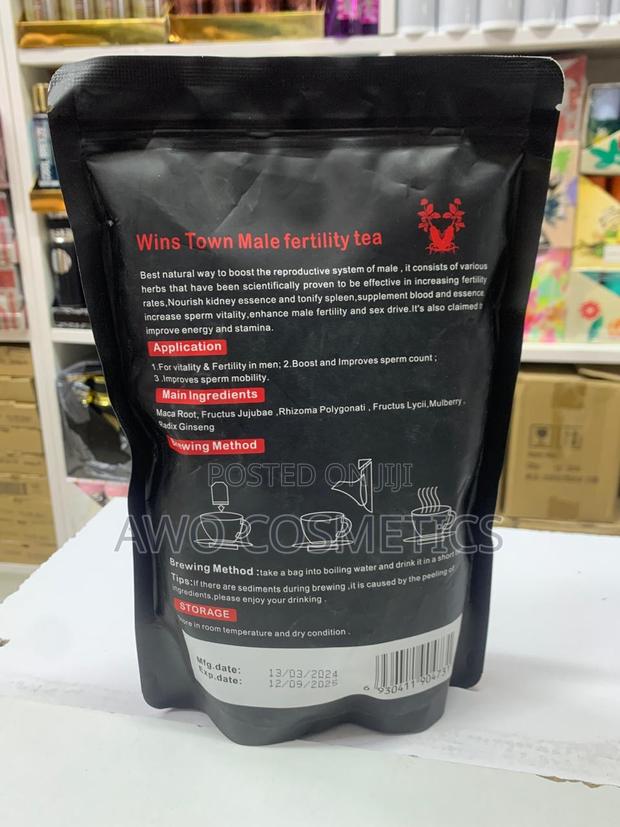 Wins Town Male fertility tea
Best natural way to boost the reproductive system of male , it consists of various
herbs that have been scientifically proven to be effective in increasing fertility
rates,Nourish kidney essence and tonify spleen,supplement blood and essence,
increase sperm vitality,enhance male fertility and sex drive.It's also claimed to
improve energy and stamina.
Application
1.For vitality & Fertility in men; 2.Boost and Improves sperm count ;
3 .Improves sperm mobility.
Main Ingredients
Maca Root, Fructus Jujubae ,Rhizoma Polygonati , Fructus Lycii,Mulberry .
Radix Ginseng
Brewing Method
POSTED ON JIJI
AWO COSMETICS
Brewing Method :take a bag into boiling water and drink it in a short
Tips:If there are sediments during brewing ,it is caused by the peeling of
ingredients,please enjoy your drinking .
STORAGE
Store in room temperature and dry condition .
Mfg.date: 13/03/2024
Exp.date: 12/09/2025
6 930411 90473